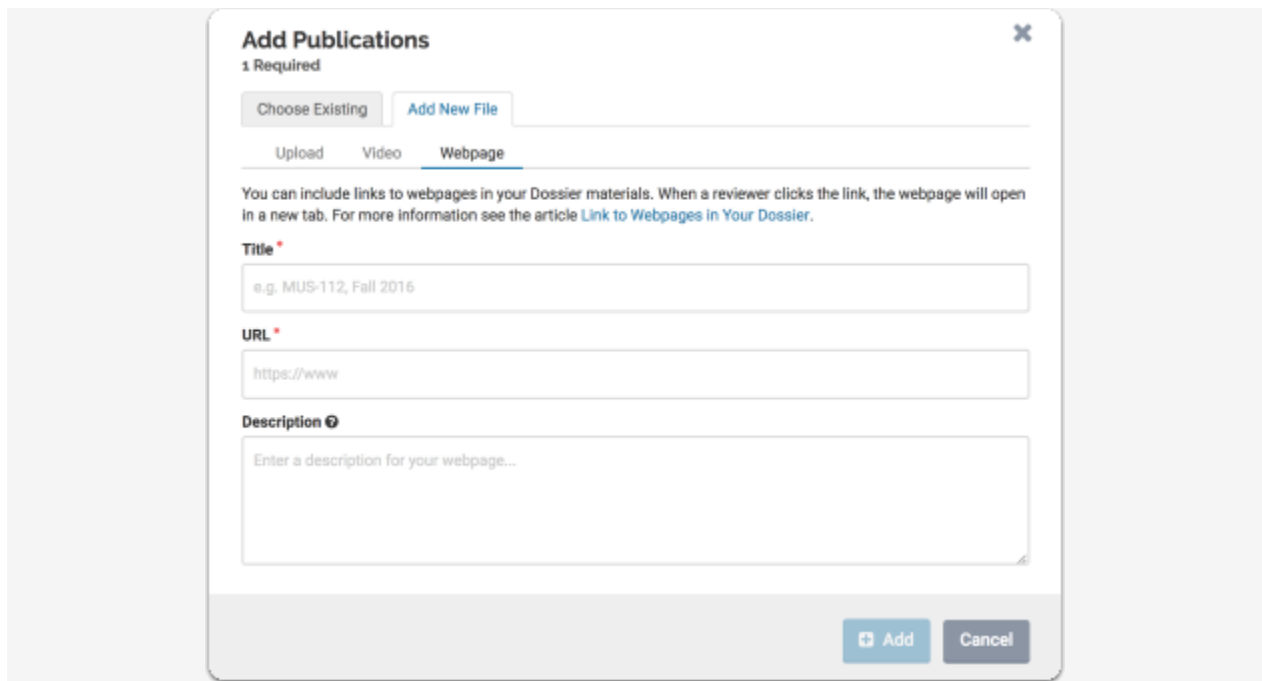 Add Publications
1 Required
Choose Existing
Add New File
Upload
Video
Webpage
You can include links to webpages in your Dossier materials. When a reviewer clicks the link, the webpage will open
in a new tab. For more information see the article Link to Webpages in Your Dossier.
Title *
e.g. MUS-112, Fall 2016
URL *
https://www
Description
Enter a description for your webpage...
Add
Cancel